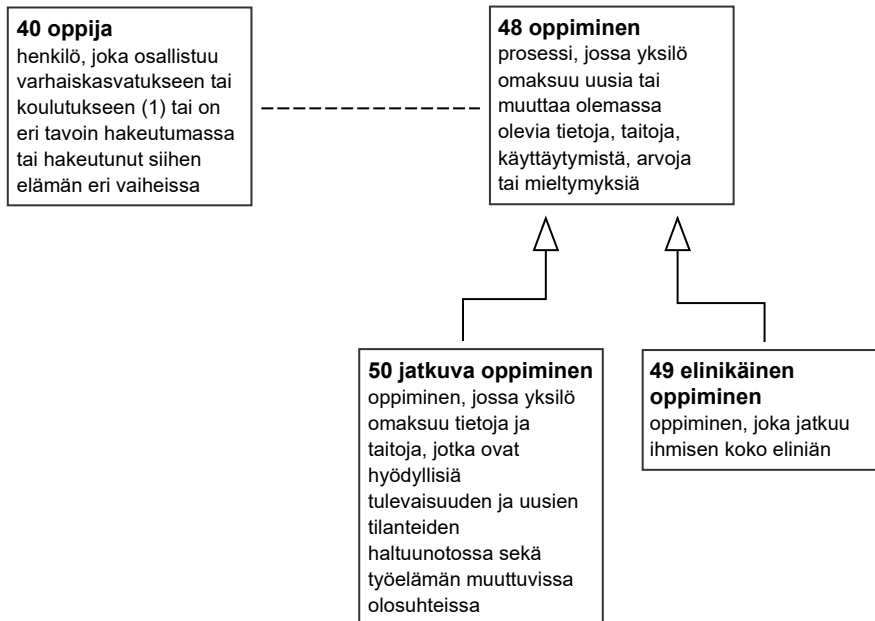 40 oppija
henkilö, joka osallistuu
varhaiskasvatukseen tai
koulutukseen (1) tai on
eri tavoin hakeutumassa
tai hakeutunut siihen
elämän eri vaiheissa
48 oppiminen
prosessi, jossa yksilö
omaksuu uusia tai
muuttaa olemassa
olevia tietoja, taitoja,
käyttäytymistä, arvoja
tai mieltymyksiä
50 jatkuva oppiminen
oppiminen, jossa yksilö
omaksuu tietoja ja
taitoja, jotka ovat
hyödyllisiä
tulevaisuuden ja uusien
tilanteiden
haltuunotossa sekä
työelämän muuttuvissa
olosuhteissa
49 elinikäinen
oppiminen
oppiminen, joka jatkuu
ihmisen koko eliniän